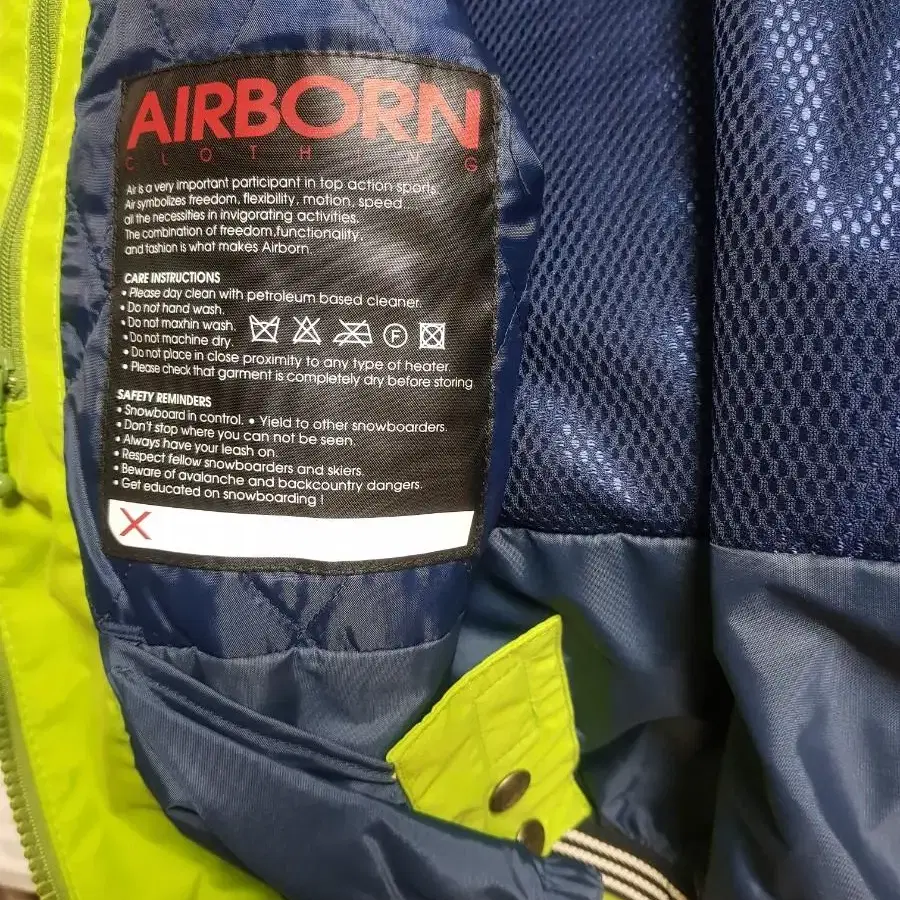 AIRBORN
CLOTHING
Air is a very important participant in top action sports.
Air symbolizes freedom, flexibility, motion, speed
all the necessities in invigorating activities.
The combination of freedom,functionality,
and fashion is what makes Airborn.
CARE INSTRUCTIONS
• Please day clean with petroleum based cleaner.
• Do not hand wash.
• Do not maxhin wash.
• Do not machine dry.
F
• Do not place in close proximity to any type of heater.
• Please check that garment is completely dry before storing
SAFETY REMINDERS
• Snowboard in control. • Yield to other snowboarders.
• Don't stop where you can not be seen.
• Always have your leash on
• Respect fellow snowboarders and skiers.
• Beware of avalanche and backcountry dangers.
• Get educated on snowboarding !
X